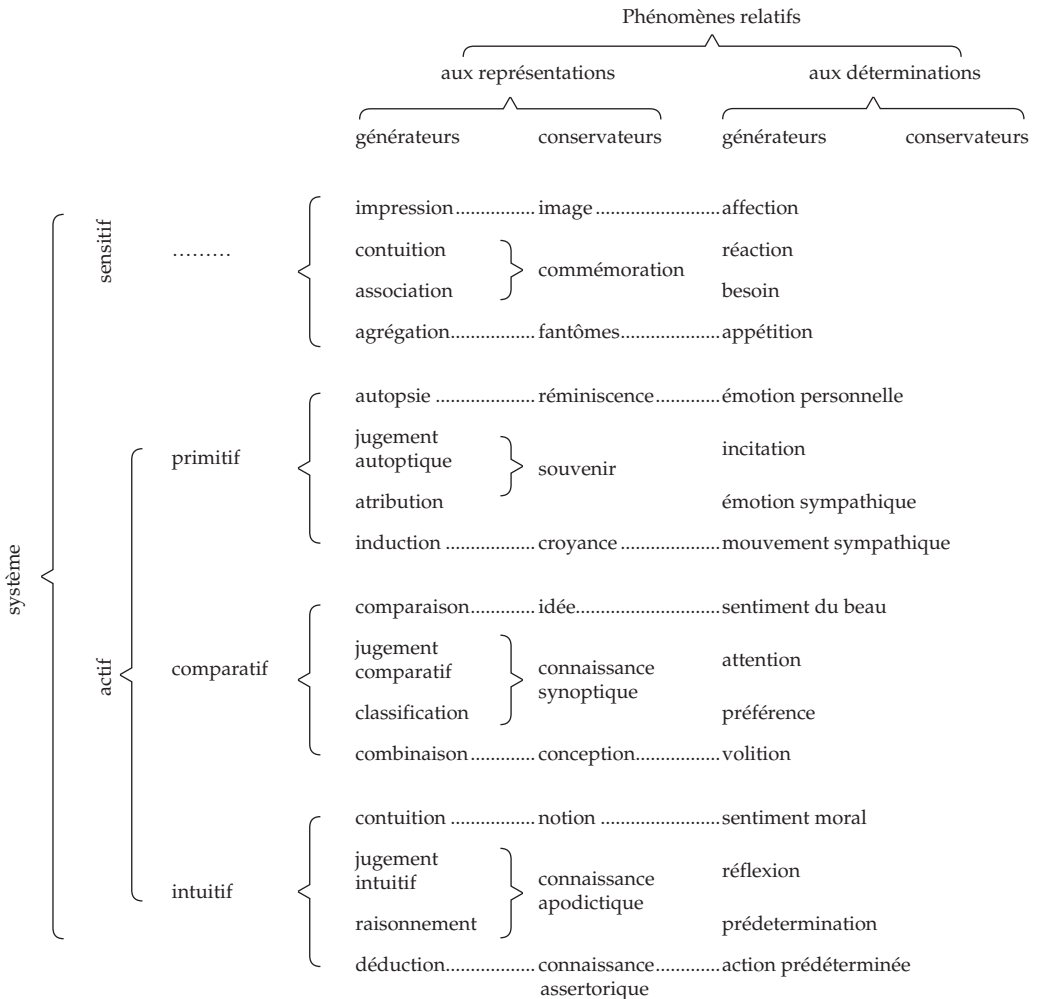 Phénomènes relatifs
aux représentations aux déterminations
générateurs conservateurs générateurs conservateurs
système
sensitif
.........
impression................ image ........................affection
contuition réaction
commémoration
association besoin
agrégation................. fantômes...................appétition
actif
primitif
autopsie .................... réminiscence.............émotion personnelle
jugement
autoptique incitation
souvenir
atribution émotion sympathique
induction .................. croyance ...................mouvement sympathique
comparatif
comparaison............. idée............................sentiment du beau
jugement
comparatif attention
connaissance
synoptique
classification préférence
combinaison............. conception................volition
intuitif
contuition ................. notion .......................sentiment moral
jugement
intuitif réflexion
connaissance
apodictique
raisonnement prédetermination
déduction.................. connaissance.............action prédéterminée
assertorique